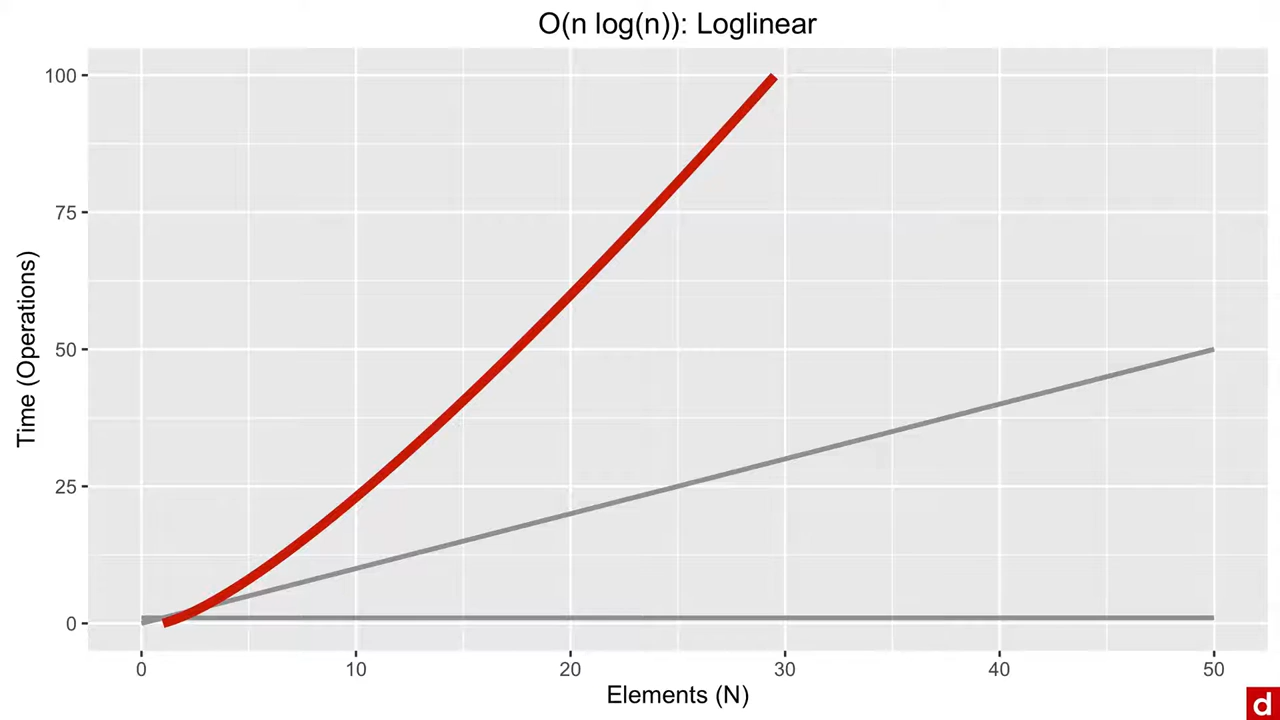 O(n log(n)): Loglinear
100
75
50
25
0
Time (Operations)
0 10 20 30 40 50
Elements (N)
d